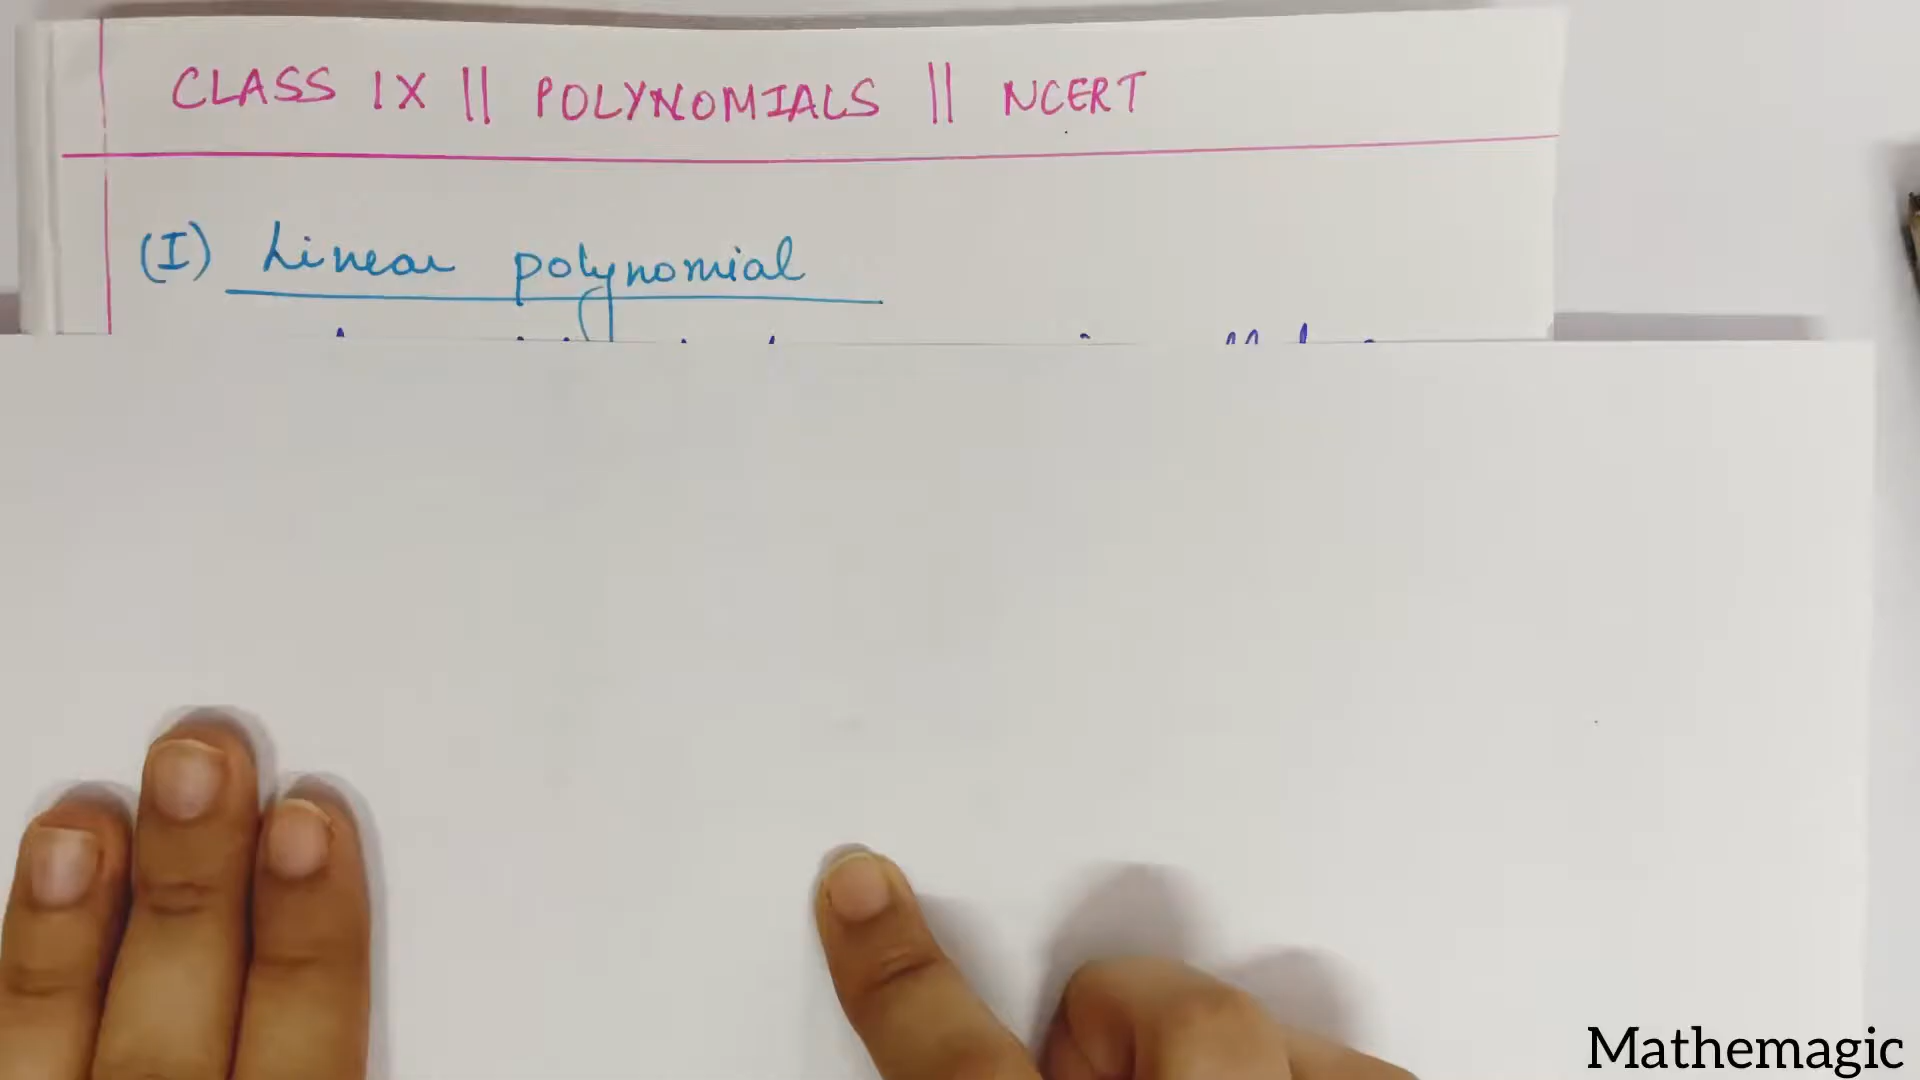 CLASS IX || POLYNOMIALS || NCERT
(I) Linear polynomial
Mathemagic